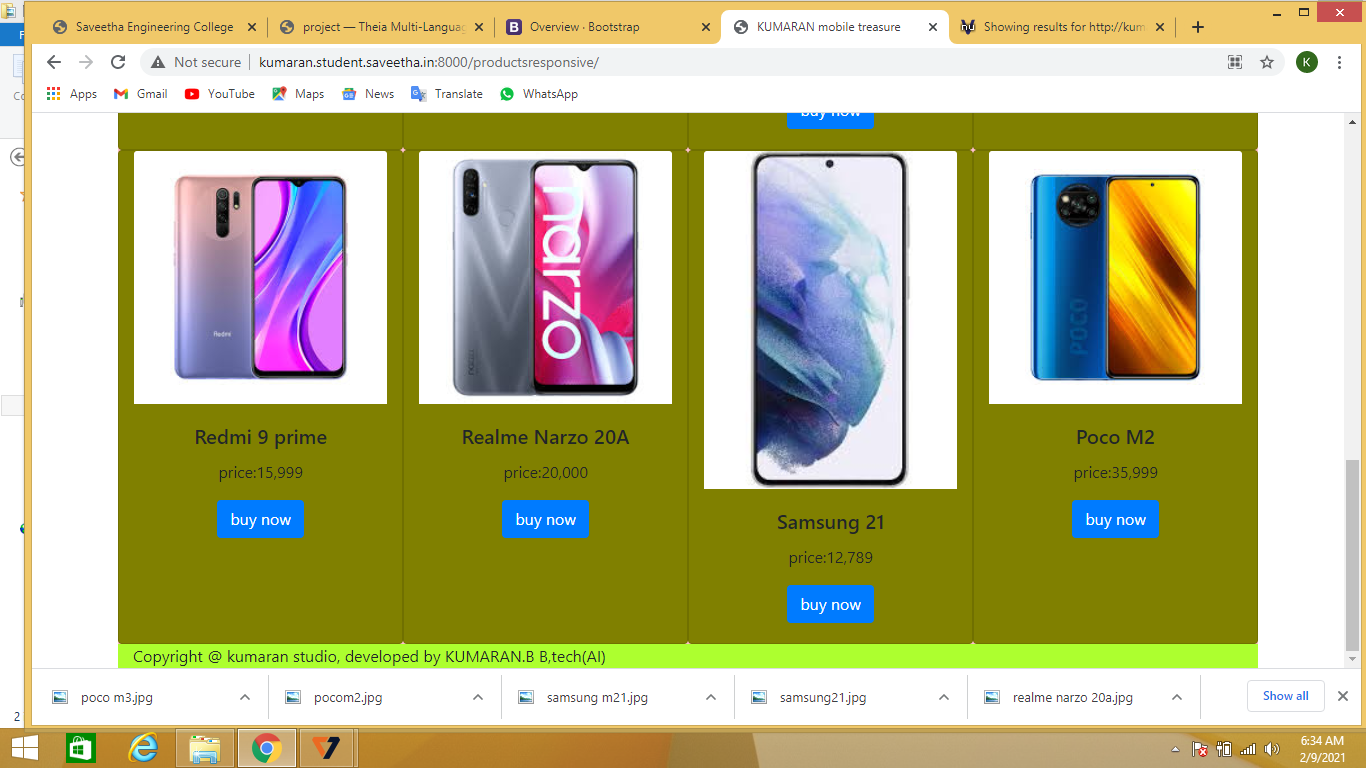 Saveetha Engineering College
project — Theia Multi-Languag
Overview · Bootstrap
KUMARAN mobile treasure
Showing results for http://kum
Not secure
kumaran.student.saveetha.in:8000/productsresponsive/
K
Apps
Gmail
YouTube
Maps
News
Translate
WhatsApp
buy now
Redmi
narzo
narzo
POCO
Redmi 9 prime
price:15,999
buy now
Realme Narzo 20A
price:20,000
buy now
Samsung 21
price:12,789
buy now
Poco M2
price:35,999
buy now
Copyright @ kumaran studio, developed by KUMARAN.B B,tech(AI)
poco m3.jpg
pocom2.jpg
samsung m21.jpg
samsung21.jpg
realme narzo 20a.jpg
Show all
2
6:34 AM
2/9/2021